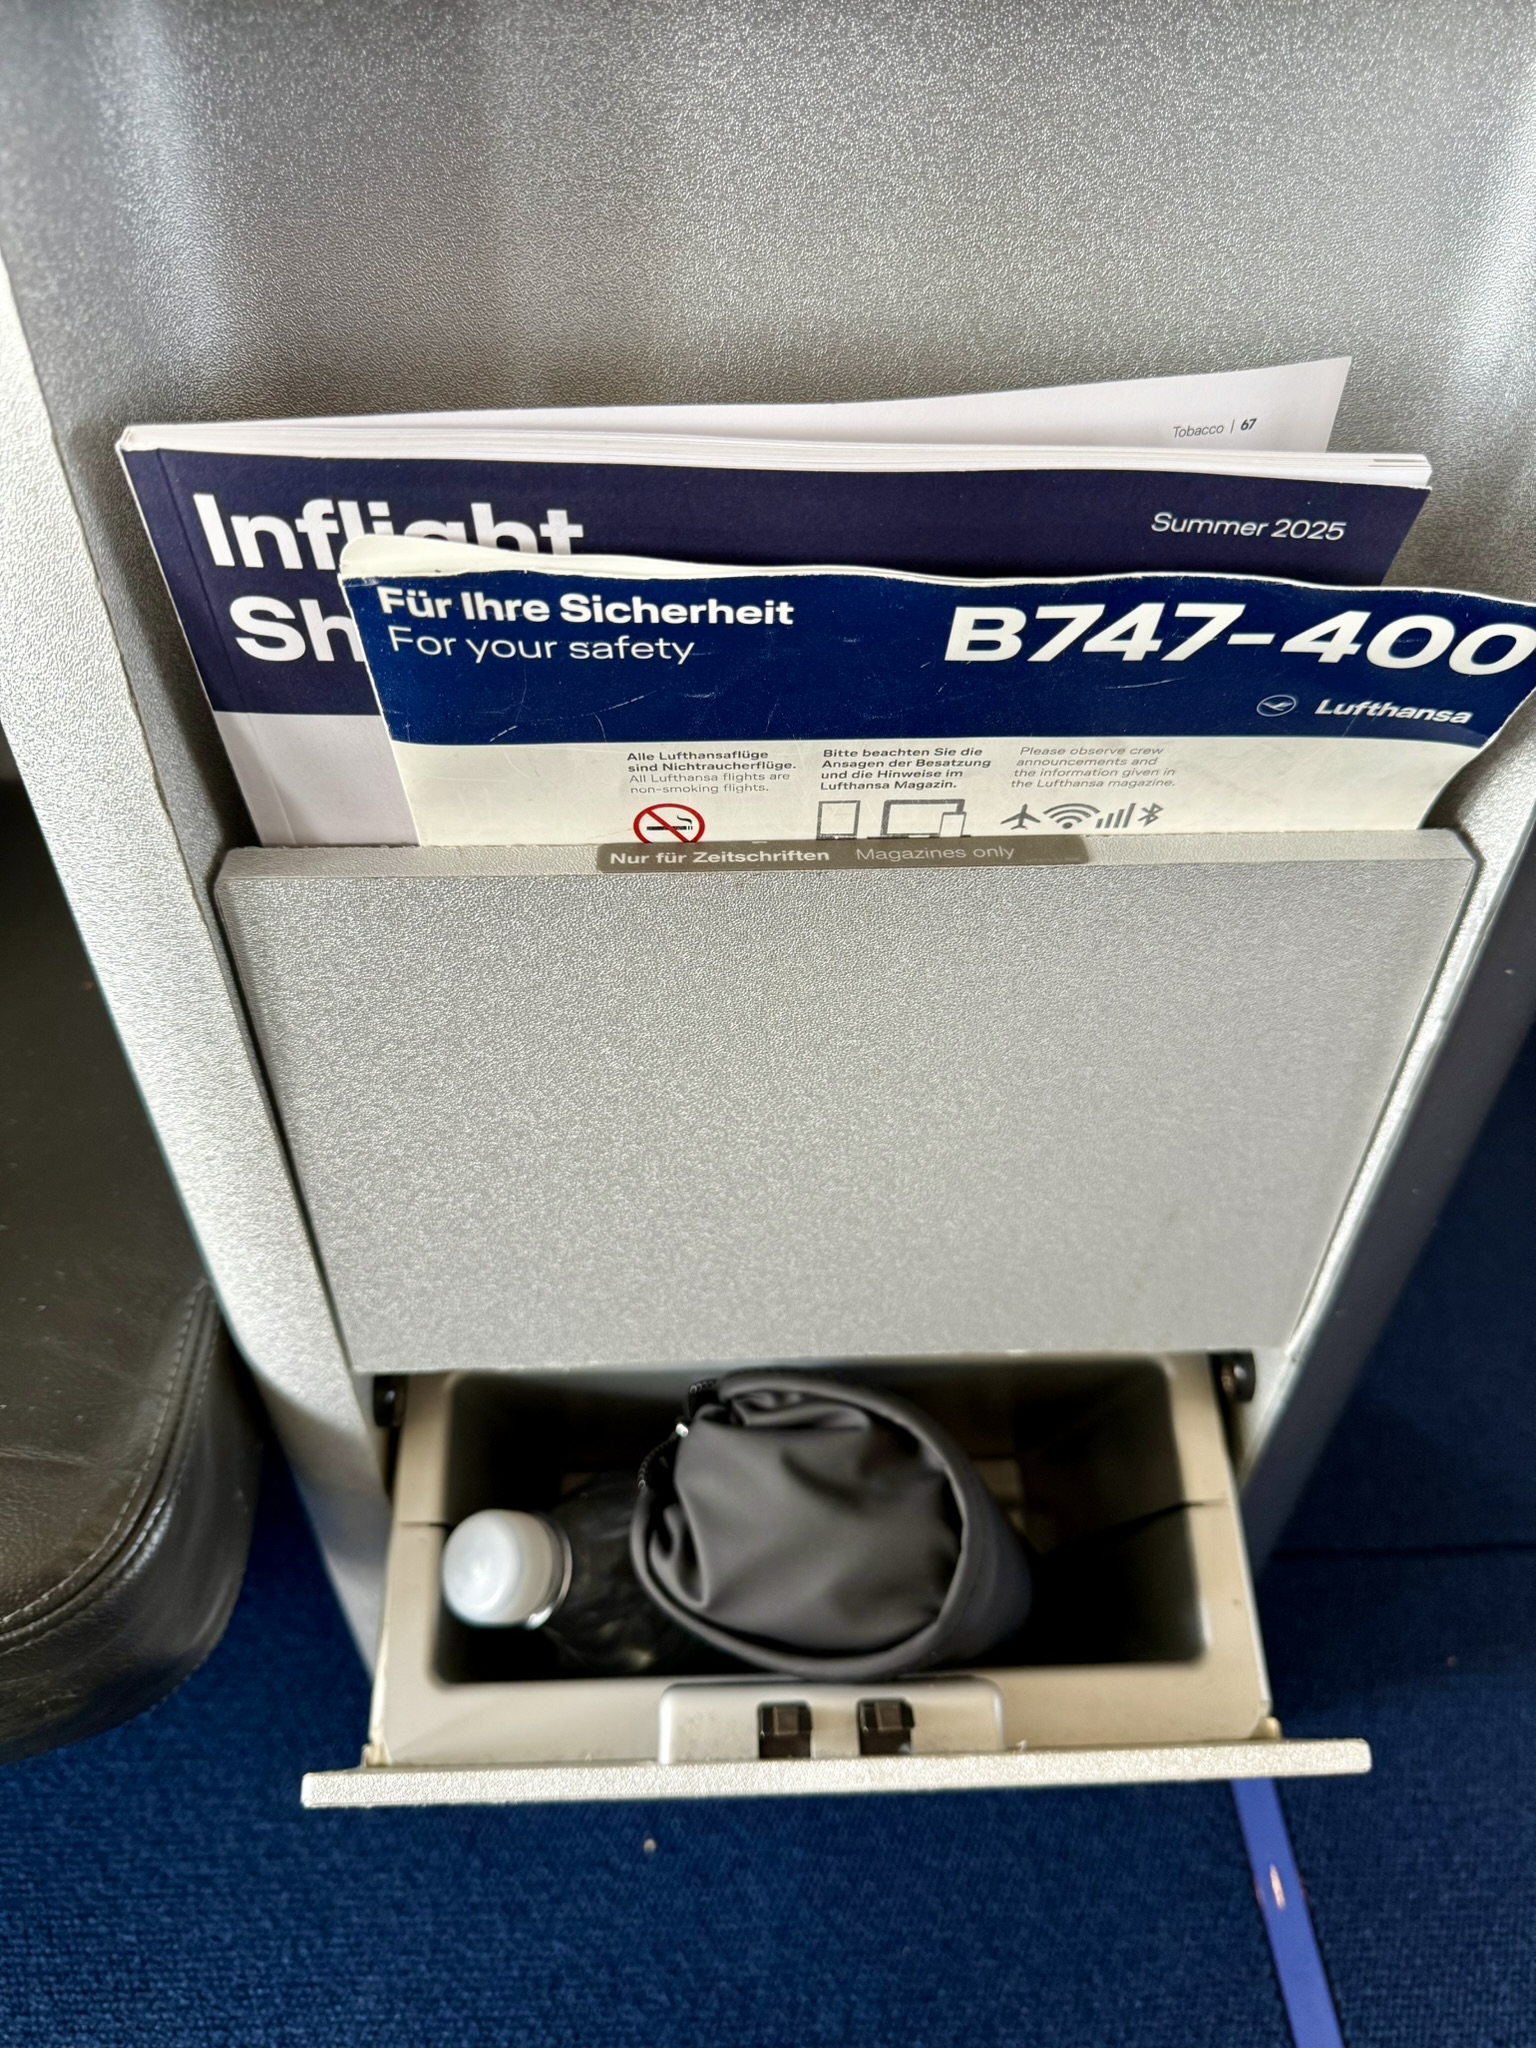 Tobacco | 67
Inflight
Sh
Summer 2025
Für Ihre Sicherheit
For your safety
B747-400
Lufthansa
Alle Lufthansaflüge
sind Nichtraucherflüge.
All Lufthansa flights are
non-smoking flights.
Bitte beachten Sie die
Ansagen der Besatzung
und die Hinweise im
Lufthansa Magazin.
Please observe crew
announcements and
the information given in
the Lufthansa magazine.
Nur für Zeitschriften Magazines only